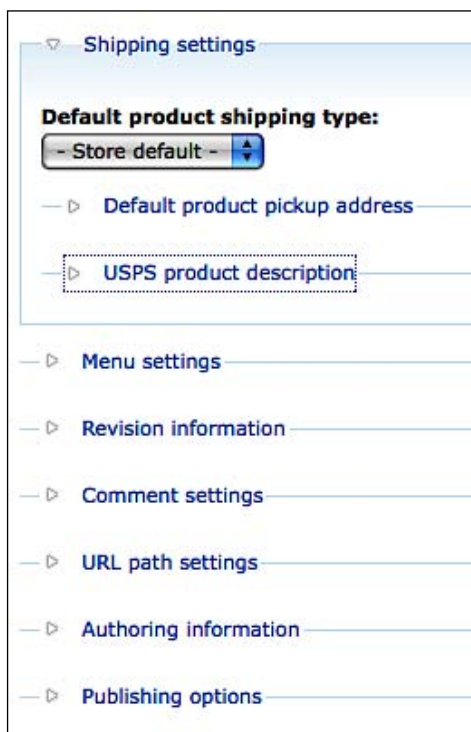 Shipping settings
Default product shipping type:
- Store default -
Default product pickup address
USPS product description
Menu settings
Revision information
Comment settings
URL path settings
Authoring information
Publishing options